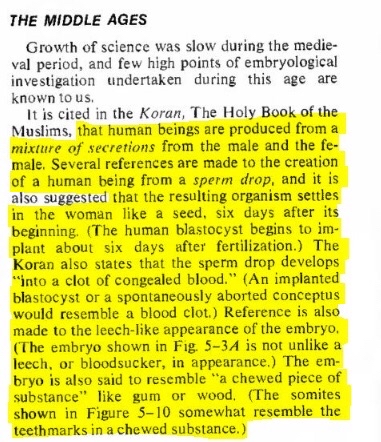 THE MIDDLE AGES
Growth of science was slow during the medie-
val period, and few high points of embryological
investigation undertaken during this age are
known to us.
It is cited in the Koran, The Holy Book of the
Muslims, that human beings are produced from a
mixture of secretions from the male and the fe-
male. Several references are made to the creation
of a human being from a sperm drop, and it is
also suggested that the resulting organism settles
in the woman like a seed, six days after its
beginning. (The human blastocyst begins to im-
plant about six days after fertilization.) The
Koran also states that the sperm drop develops
"into a clot of congealed blood." (An implanted
blastocyst or a spontaneously aborted conceptus
would resemble a blood clot.) Reference is also
made to the leech-like appearance of the embryo.
(The embryo shown in Fig. 5-3A is not unlike a
leech, or bloodsucker, in appearance.) The em-
bryo is also said to resemble "a chewed piece of
substance" like gum or wood. (The somites
shown in Figure 5-10 somewhat resemble the
teethmarks in a chewed substance.)